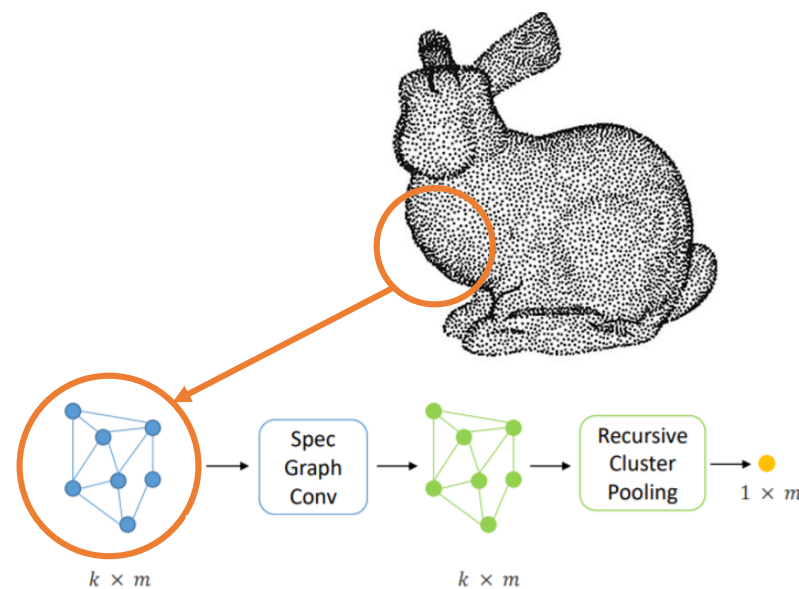 Spec
Graph
Conv
Recursive
Cluster
Pooling
1 × m
k × m
k × m